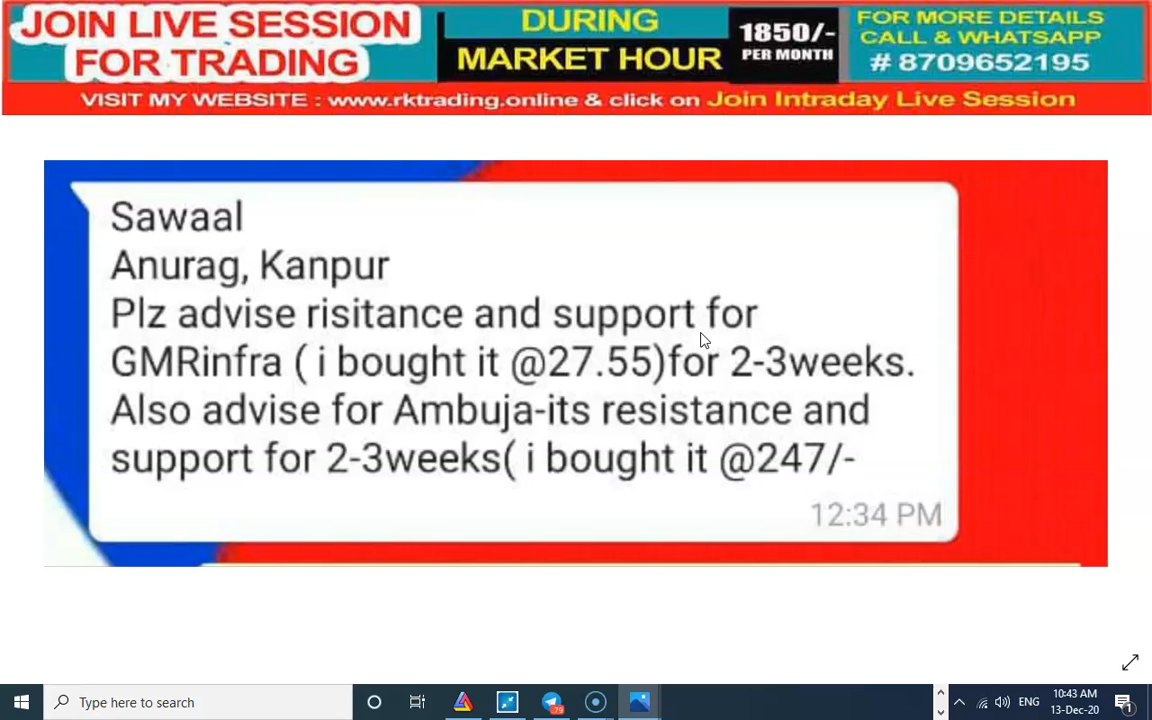 JOIN LIVE SESSION
FOR TRADING
DURING
MARKET HOUR
1850/-
PER MONTH
FOR MORE DETAILS
CALL & WHATSAPP
# 8709652195
VISIT MY WEBSITE : www.rktrading.online & click on Join Intraday Live Session
Sawaal
Anurag, Kanpur
Plz advise risitance and support for
GMRinfra ( i bought it @27.55)for 2-3weeks.
Also advise for Ambuja-its resistance and
support for 2-3weeks( i bought it @247/-
12:34 PM
Type here to search
79
ENG
10:43 AM
13-Dec-20
1